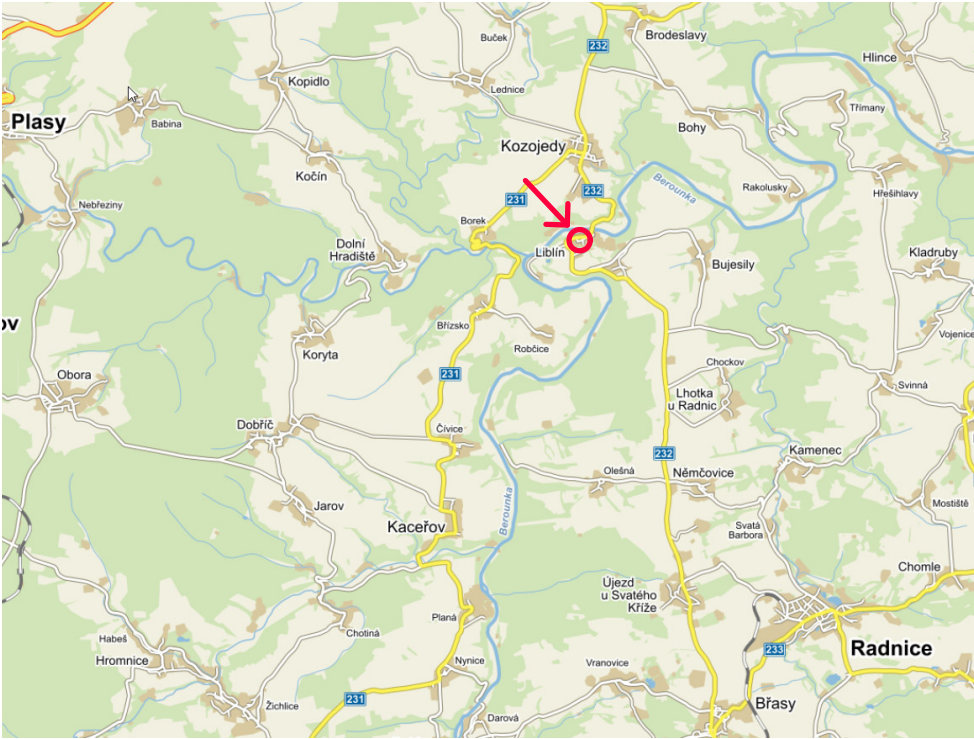 Buček
232
Brodeslavy
Hlince
Kopidlo
Lednice
Plasy
Babina
Třímany
Bohy
Kozojedy
Kočín
Berounka
Rakolusky
Hřešihlavy
Nebřeziny
231
232
Borek
Dolní
Hradiště
Liblín
Bujesily
Kladruby
ov
Břízsko
Vojenice
Koryta
Robčice
Chockov
Obora
231
Svinná
Lhotka
u Radnic
Dobříč
Čívice
232
Kamenec
Olešná
Němčovice
Jarov
Berounka
Mostiště
Kaceřov
Svatá
Barbora
Chomle
Újezd
u Svatého
Kříže
Planá
Chotiná
Habeš
Hromnice
233
Radnice
Nynice
Vranovice
231
Žichlice
Břasy
Darová